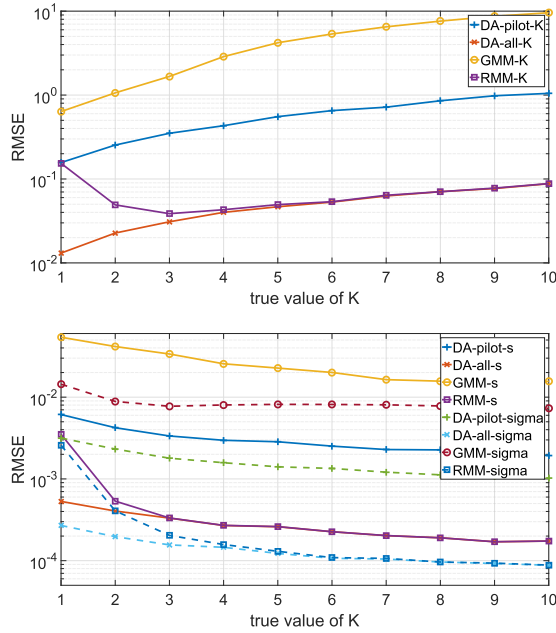 10^1
10^0
10^-1
10^-2
RMSE
DA-pilot-K
DA-all-K
GMM-K
RMM-K
1 2 3 4 5 6 7 8 9 10
true value of K
10^-2
10^-3
10^-4
RMSE
DA-pilot-s
DA-all-s
GMM-s
RMM-s
DA-pilot-sigma
DA-all-sigma
GMM-sigma
RMM-sigma
1 2 3 4 5 6 7 8 9 10
true value of K